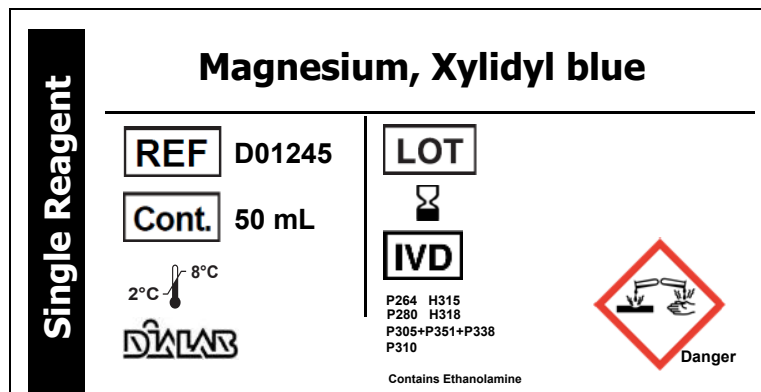 Single Reagent
Magnesium, Xylidyl blue
REF D01245
Cont. 50 mL
2°C 8°C
DiaLAB
LOT
IVD
P264 H315
P280 H318
P305+P351+P338
P310
Contains Ethanolamine
Danger